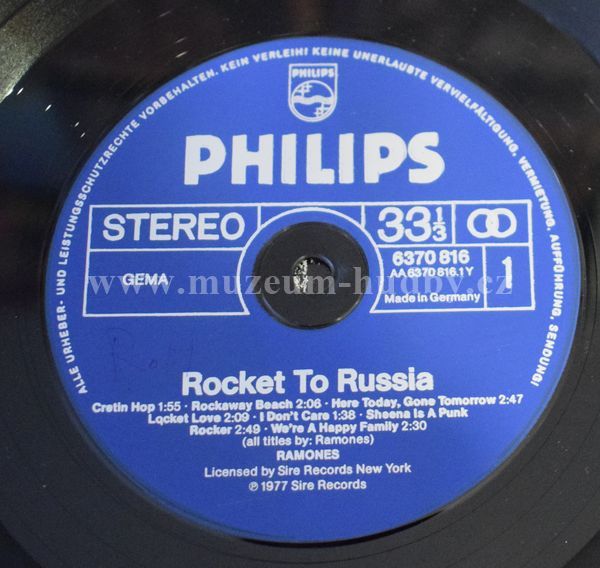 ALLE URHEBER- UND LEISTUNGSSCHUTZRECHTE VORBEHALTEN. KEIN VERLEIH! KEINE UNERLAUBTE VERVIELFÄLTIGUNG, VERMIETUNG, AUFFÜHRUNG, SENDUNG!
PHILIPS
PHILIPS
STEREO 33 1/3
GEMA
6370 816
AA 6370 816.1Y
1
Made in Germany
www.muzeum-hudby.cz
Rocket To Russia
Cretin Hop 1:55 · Rockaway Beach 2:06 · Here Today, Gone Tomorrow 2:47
Locket Love 2:09 · I Don't Care 1:38 · Sheena Is A Punk
Rocker 2:49 · We're A Happy Family 2:30
(all titles by: Ramones)
RAMONES
Licensed by Sire Records New York
℗ 1977 Sire Records